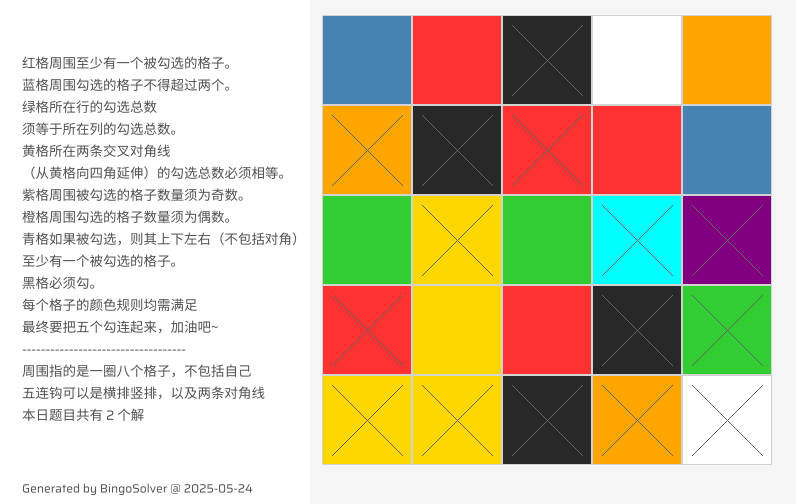 红格周围至少有一个被勾选的格子。
蓝格周围勾选的格子不得超过两个。
绿格所在行的勾选总数
须等于所在列的勾选总数。
黄格所在两条交叉对角线
（从黄格向四角延伸）的勾选总数必须相等。
紫格周围被勾选的格子数量须为奇数。
橙格周围勾选的格子数量须为偶数。
青格如果被勾选，则其上下左右（不包括对角）
至少有一个被勾选的格子。
黑格必须勾。
每个格子的颜色规则均需满足
最终要把五个勾连起来，加油吧~
-----------------------------------
周围指的是一圈八个格子，不包括自己
五连钩可以是横排竖排，以及两条对角线
本日题目共有 2 个解
Generated by BingoSolver @ 2025-05-24